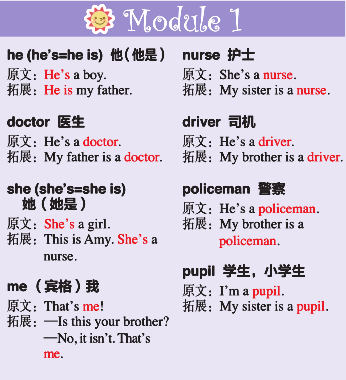 Module 1
he (he's=he is) 他(他是)
原文：He's a boy.
拓展：He is my father.
doctor 医生
原文：He's a doctor.
拓展：My father is a doctor.
she (she's=she is)
她（她是）
原文：She's a girl.
拓展：This is Amy. She's a
nurse.
me （宾格）我
原文：That's me!
拓展：—Is this your brother?
—No, it isn't. That's
me.
nurse 护士
原文：She's a nurse.
拓展：My sister is a nurse.
driver 司机
原文：He's a driver.
拓展：My brother is a driver.
policeman 警察
原文：He's a policeman.
拓展：My brother is a
policeman.
pupil 学生，小学生
原文：I'm a pupil.
拓展：My sister is a pupil.